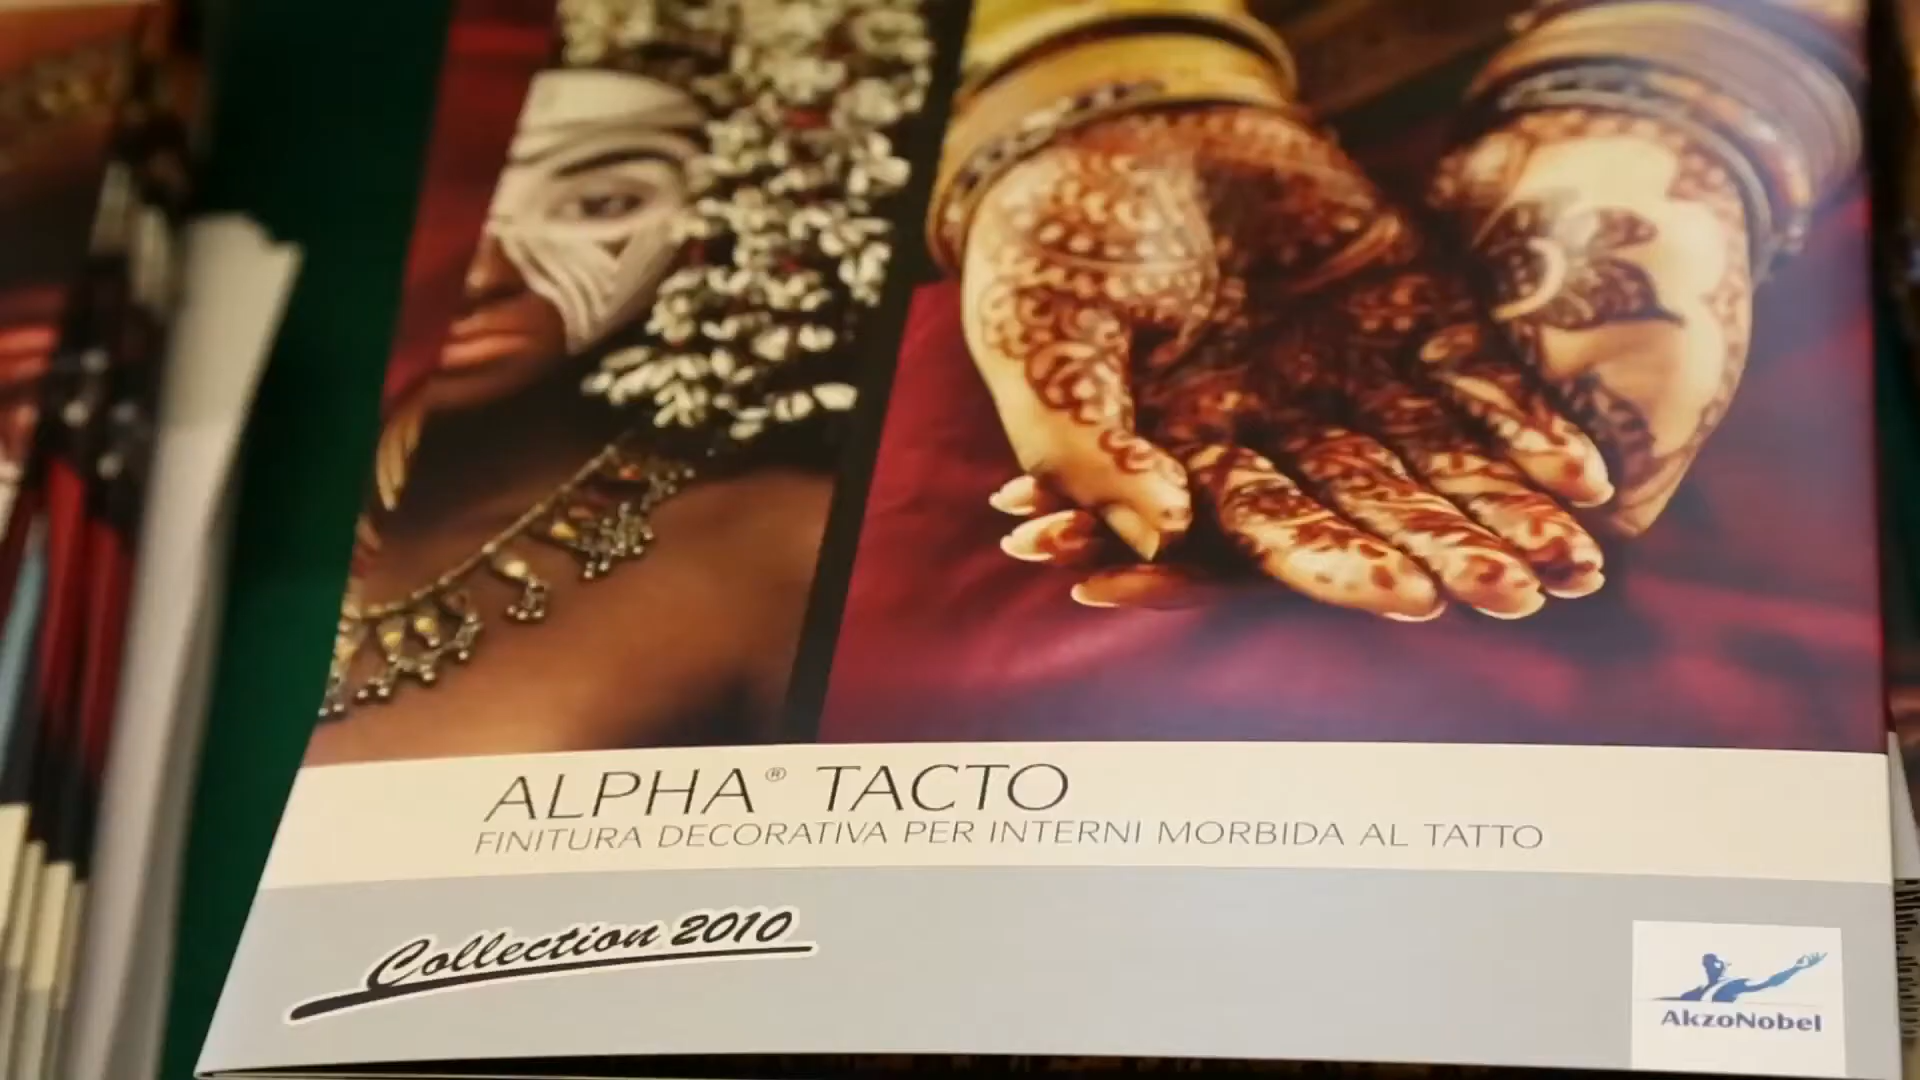 ALPHA® TACTO
FINITURA DECORATIVA PER INTERNI MORBIDA AL TATTO
Collection 2010
AkzoNobel